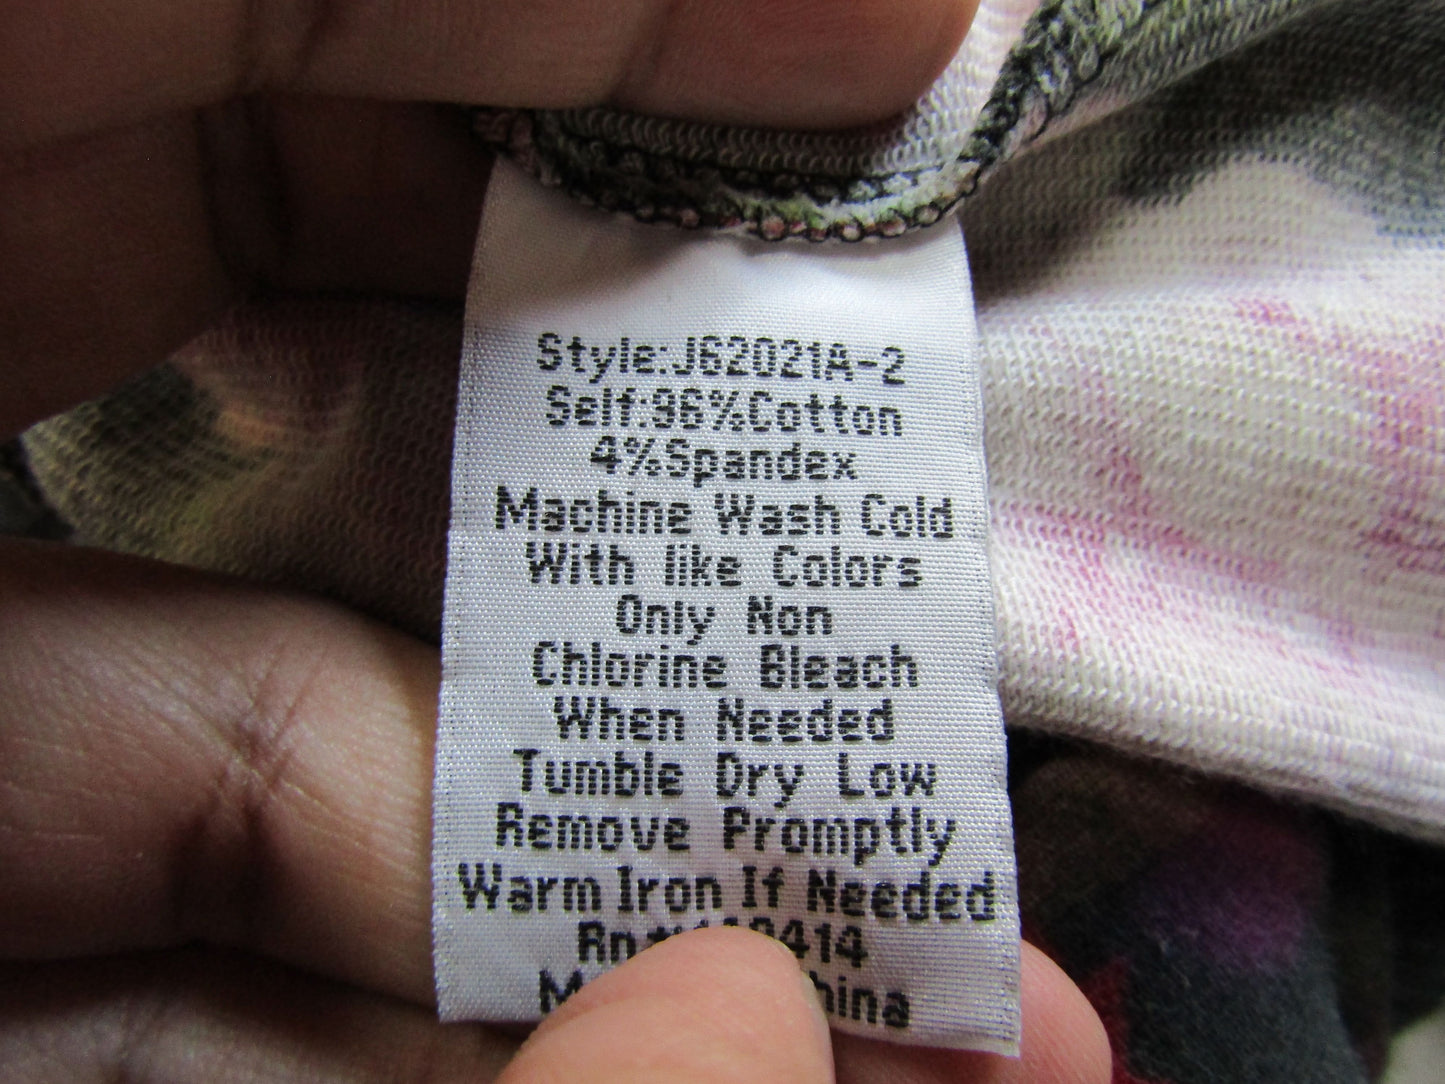 Style:J62021A-2
Self:96%Cotton
4%Spandex
Machine Wash Cold
With like Colors
Only Non
Chlorine Bleach
When Needed
Tumble Dry Low
Remove Promptly
Warm Iron If Needed
Rn